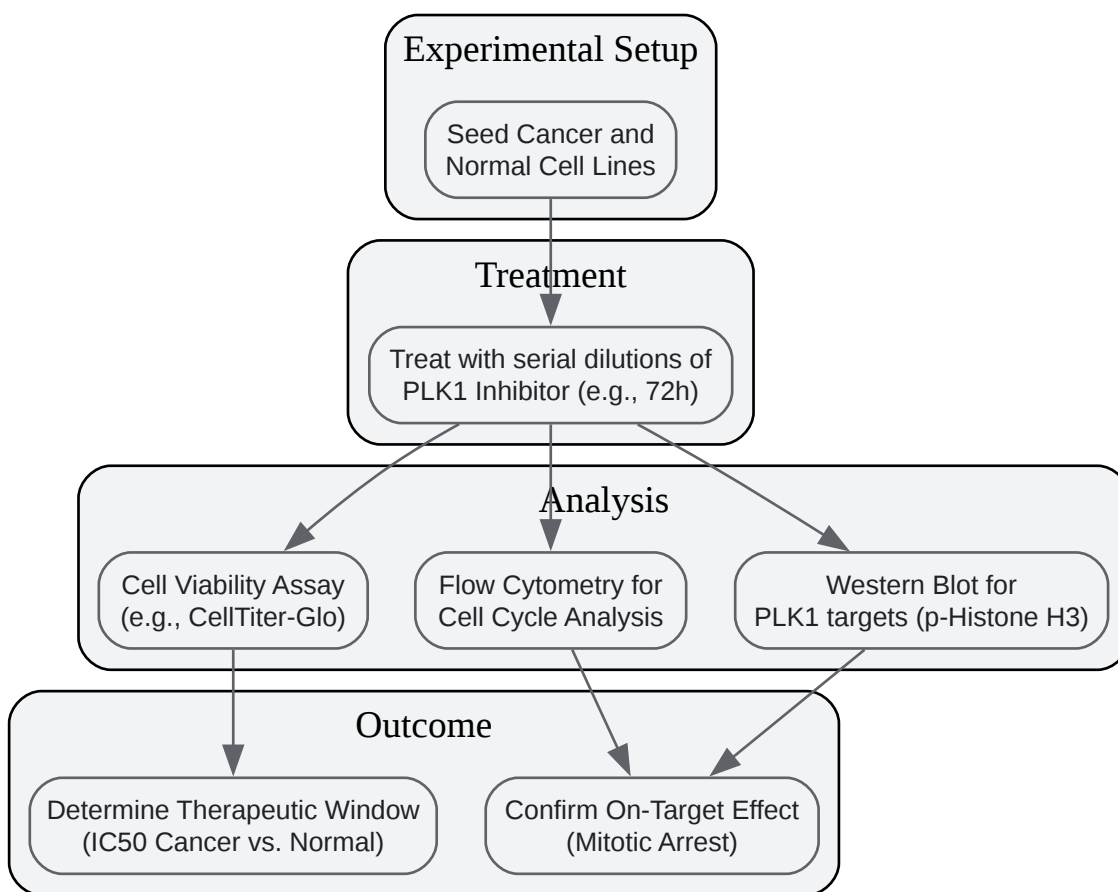 Experimental Setup
Seed Cancer and
Normal Cell Lines
Treatment
Treat with serial dilutions of
PLK1 Inhibitor (e.g., 72h)
Analysis
Cell Viability Assay
(e.g., CellTiter-Glo)
Flow Cytometry for
Cell Cycle Analysis
Western Blot for
PLK1 targets (p-Histone H3)
Outcome
Determine Therapeutic Window
(IC50 Cancer vs. Normal)
Confirm On-Target Effect
(Mitotic Arrest)